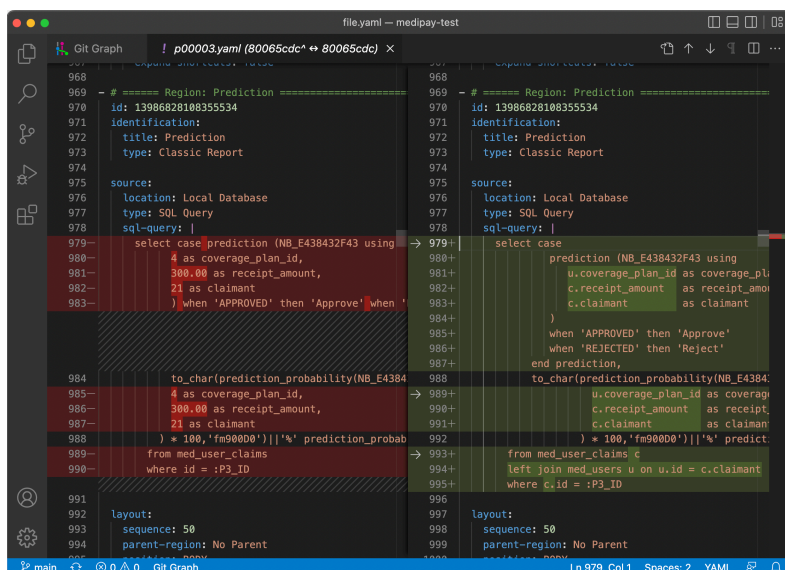 file.yaml — medipay-test
Git Graph
! p00003.yaml (80065cdc^ ↔ 80065cdc) ×
968
969 – # ====== Region: Prediction ======================
970 id: 13986828108355534
971 identification:
972 title: Prediction
973 type: Classic Report
974
975 source:
976 location: Local Database
977 type: SQL Query
978 sql-query: |
979– select case prediction (NB_E438432F43 using
980– 4 as coverage_plan_id,
981– 300.00 as receipt_amount,
982– 21 as claimant
983– ) when 'APPROVED' then 'Approve' when '
984 to_char(prediction_probability(NB_E4384
985– 4 as coverage_plan_id,
986– 300.00 as receipt_amount,
987– 21 as claimant
988 ) * 100,'fm900D0')||'%' prediction_probab
989– from med_user_claims
990– where id = :P3_ID
991
992 layout:
993 sequence: 50
994 parent-region: No Parent
968
969 – # ====== Region: Prediction ====================
970 id: 13986828108355534
971 identification:
972 title: Prediction
973 type: Classic Report
974
975 source:
976 location: Local Database
977 type: SQL Query
978 sql-query: |
→ 979+ select case
980+ prediction (NB_E438432F43 using
981+ u.coverage_plan_id as coverage_pla
982+ c.receipt_amount as receipt_amou
983+ c.claimant as claimant
984+ )
985+ when 'APPROVED' then 'Approve'
986+ when 'REJECTED' then 'Reject'
987+ end prediction,
988 to_char(prediction_probability(NB_E4384
→ 989+ u.coverage_plan_id as coverag
990+ c.receipt_amount as receipt_
991+ c.claimant as claiman
992 ) * 100,'fm900D0')||'%' predict
→ 993+ from med_user_claims c
994+ left join med_users u on u.id = c.claimant
995+ where c.id = :P3_ID
996
997 layout:
998 sequence: 50
999 parent-region: No Parent
main 0 0 Git Graph Ln 979, Col 1 Spaces: 2 YAML